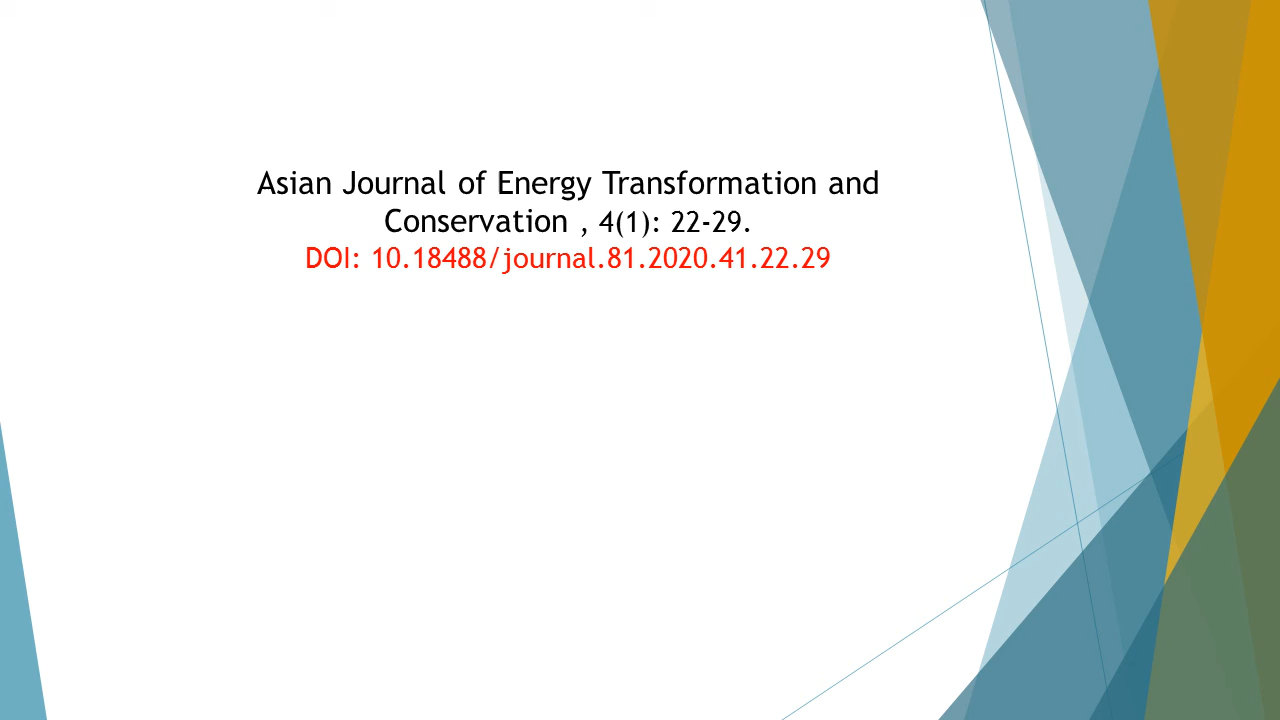 Asian Journal of Energy Transformation and
Conservation , 4(1): 22-29.
DOI: 10.18488/journal.81.2020.41.22.29